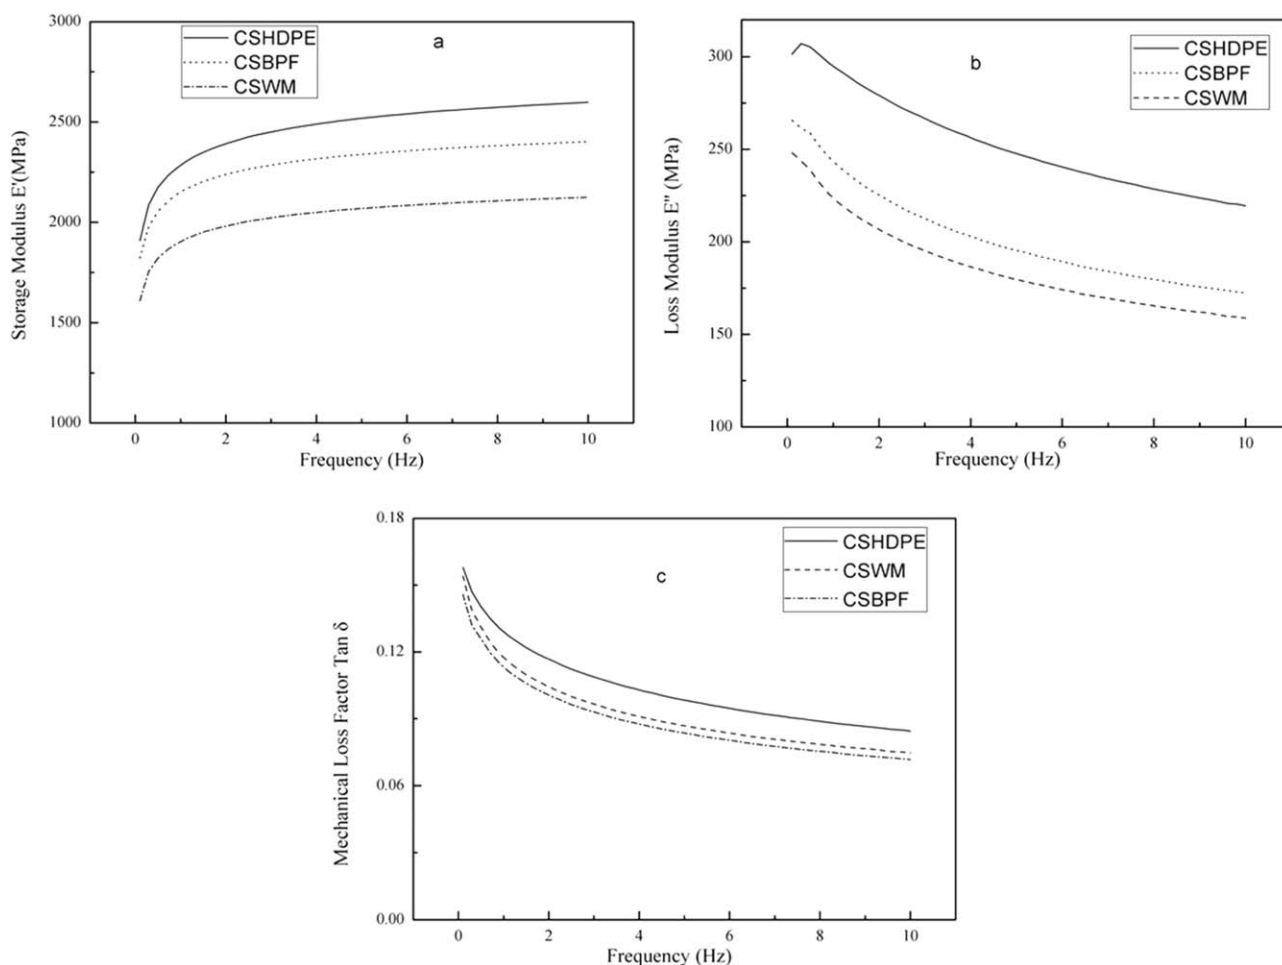 a
CSHDPE
CSBPF
CSWM
3000
2500
2000
1500
1000
Storage Modulus E'(MPa)
0 2 4 6 8 10
Frequency (Hz)
b
CSHDPE
CSBPF
CSWM
300
250
200
150
100
Loss Modulus E" (MPa)
0 2 4 6 8 10
Frequency (Hz)
c
CSHDPE
CSWM
CSBPF
0.18
0.12
0.06
0.00
Mechanical Loss Factor Tan δ
0 2 4 6 8 10
Frequency (Hz)